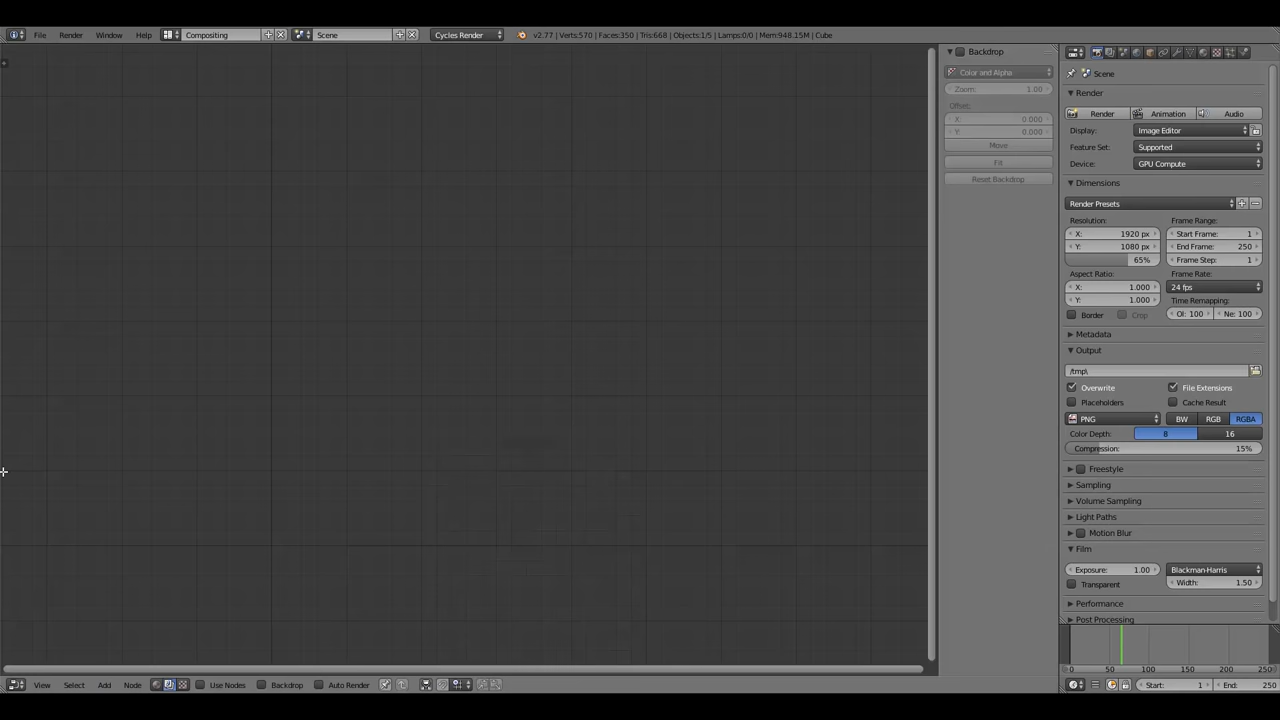 File Render Window Help Compositing Scene Cycles Render v2.77 | Verts:570 | Faces:350 | Tris:668 | Objects:1/5 | Lamps:0/0 | Mem:948.15M | Cube
Backdrop
Color and Alpha
Zoom: 1.00
Offset:
X: 0.000
Y: 0.000
Move
Fit
Reset Backdrop
Scene
Render
Render Animation Audio
Display: Image Editor
Feature Set: Supported
Device: GPU Compute
Dimensions
Render Presets
Resolution: Frame Range:
X: 1920 px Start Frame: 1
Y: 1080 px End Frame: 250
65% Frame Step: 1
Aspect Ratio: Frame Rate:
X: 1.000 24 fps
Y: 1.000 Time Remapping:
Border Crop Ol: 100 Ne: 100
Metadata
Output
/tmp\
Overwrite File Extensions
Placeholders Cache Result
PNG BW RGB RGBA
Color Depth: 8 16
Compression: 15%
Freestyle
Sampling
Volume Sampling
Light Paths
Motion Blur
Film
Exposure: 1.00 Blackman-Harris
Transparent Width: 1.50
Performance
Post Processing
0 50 100 150 200 250
View Select Add Node Use Nodes Backdrop Auto Render Start: 1 End: 250